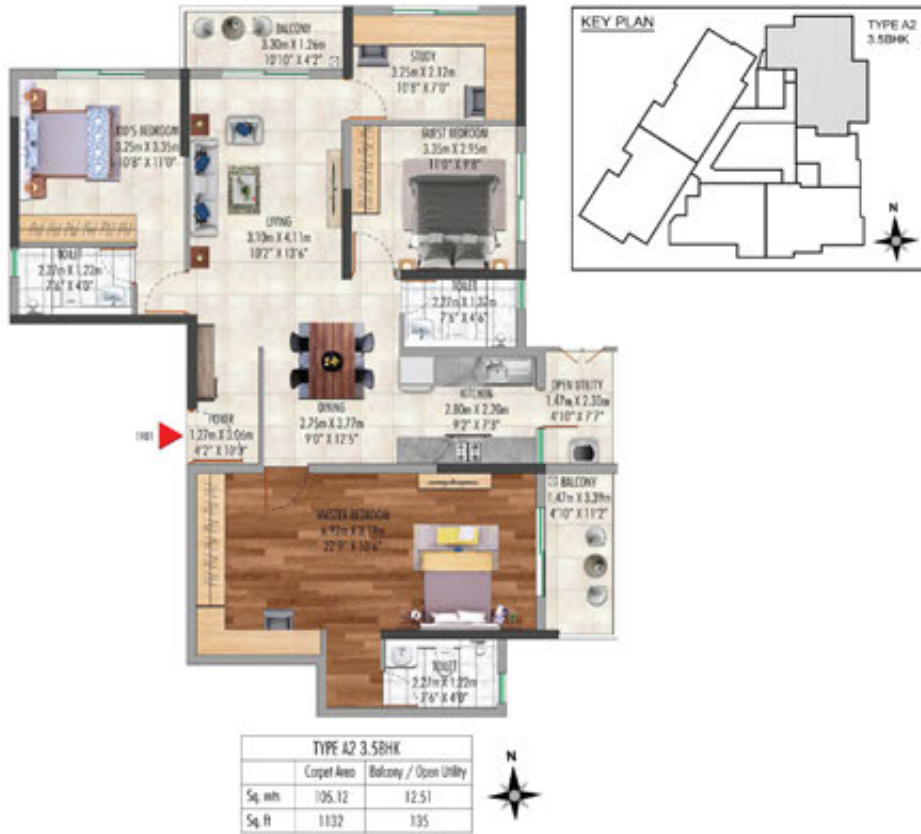 BALCONY
3.30m X 1.26m
10'10" X 4'2"
STUDY
3.25m X 2.12m
10'8" X 7'0"
KID'S BEDROOM
3.25m X 3.35m
10'8" X 11'0"
GUEST BEDROOM
3.35m X 2.95m
11'0" X 9'8"
LIVING
3.10m X 4.11m
10'2" X 13'6"
TOILET
2.27m X 1.22m
7'6" X 4'0"
TOILET
2.27m X 1.37m
7'6" X 4'6"
KITCHEN
2.80m X 2.20m
9'2" X 7'3"
OPEN UTILITY
1.47m X 2.30m
4'10" X 7'7"
DINING
2.75m X 3.77m
9'0" X 12'5"
FOYER
1.27m X 3.06m
4'2" X 10'
BALCONY
1.47m X 3.39m
4'10" X 11'2"
MASTER BEDROOM
6.92m X 3.18m
22'9" X 10'6"
TOILET
2.27m X 1.22m
7'6" X 4'0"
KEY PLAN
TYPE A2
3.5BHK
N
TYPE A2 3.5BHK
Carpet Area Balcony / Open Utility
Sq. mts 105.12 12.51
Sq. ft 1132 135
N